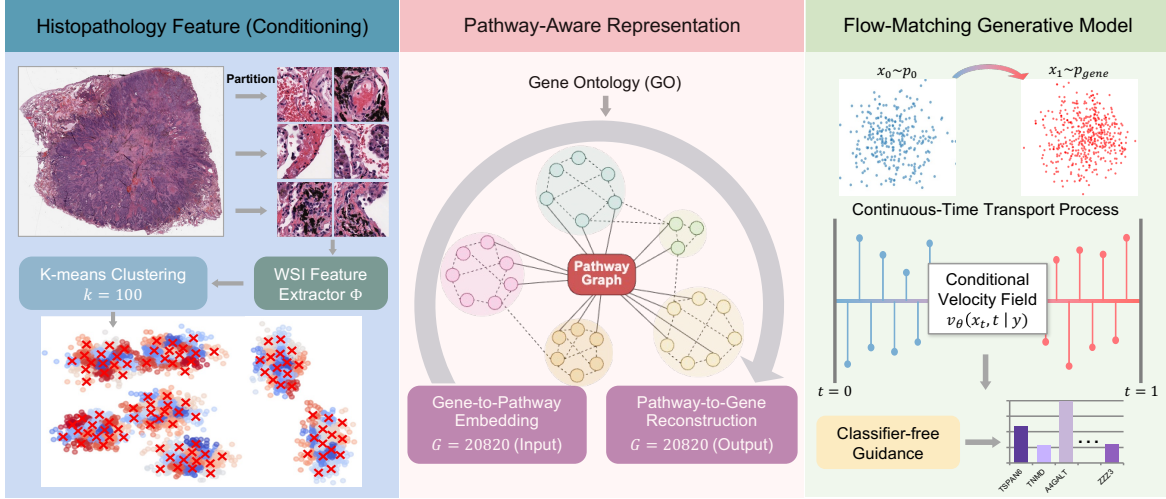 Histopathology Feature (Conditioning)
Partition
K-means Clustering
k = 100
WSI Feature
Extractor Φ
Pathway-Aware Representation
Gene Ontology (GO)
Pathway
Graph
Gene-to-Pathway
Embedding
G = 20820 (Input)
Pathway-to-Gene
Reconstruction
G = 20820 (Output)
Flow-Matching Generative Model
x₀~p₀
x₁~p_gene
Continuous-Time Transport Process
Conditional
Velocity Field
v_θ(x_t, t | y)
t = 0
t = 1
Classifier-free
Guidance
...
TSPAN6
TNMD
A4GALT
ZZZ3